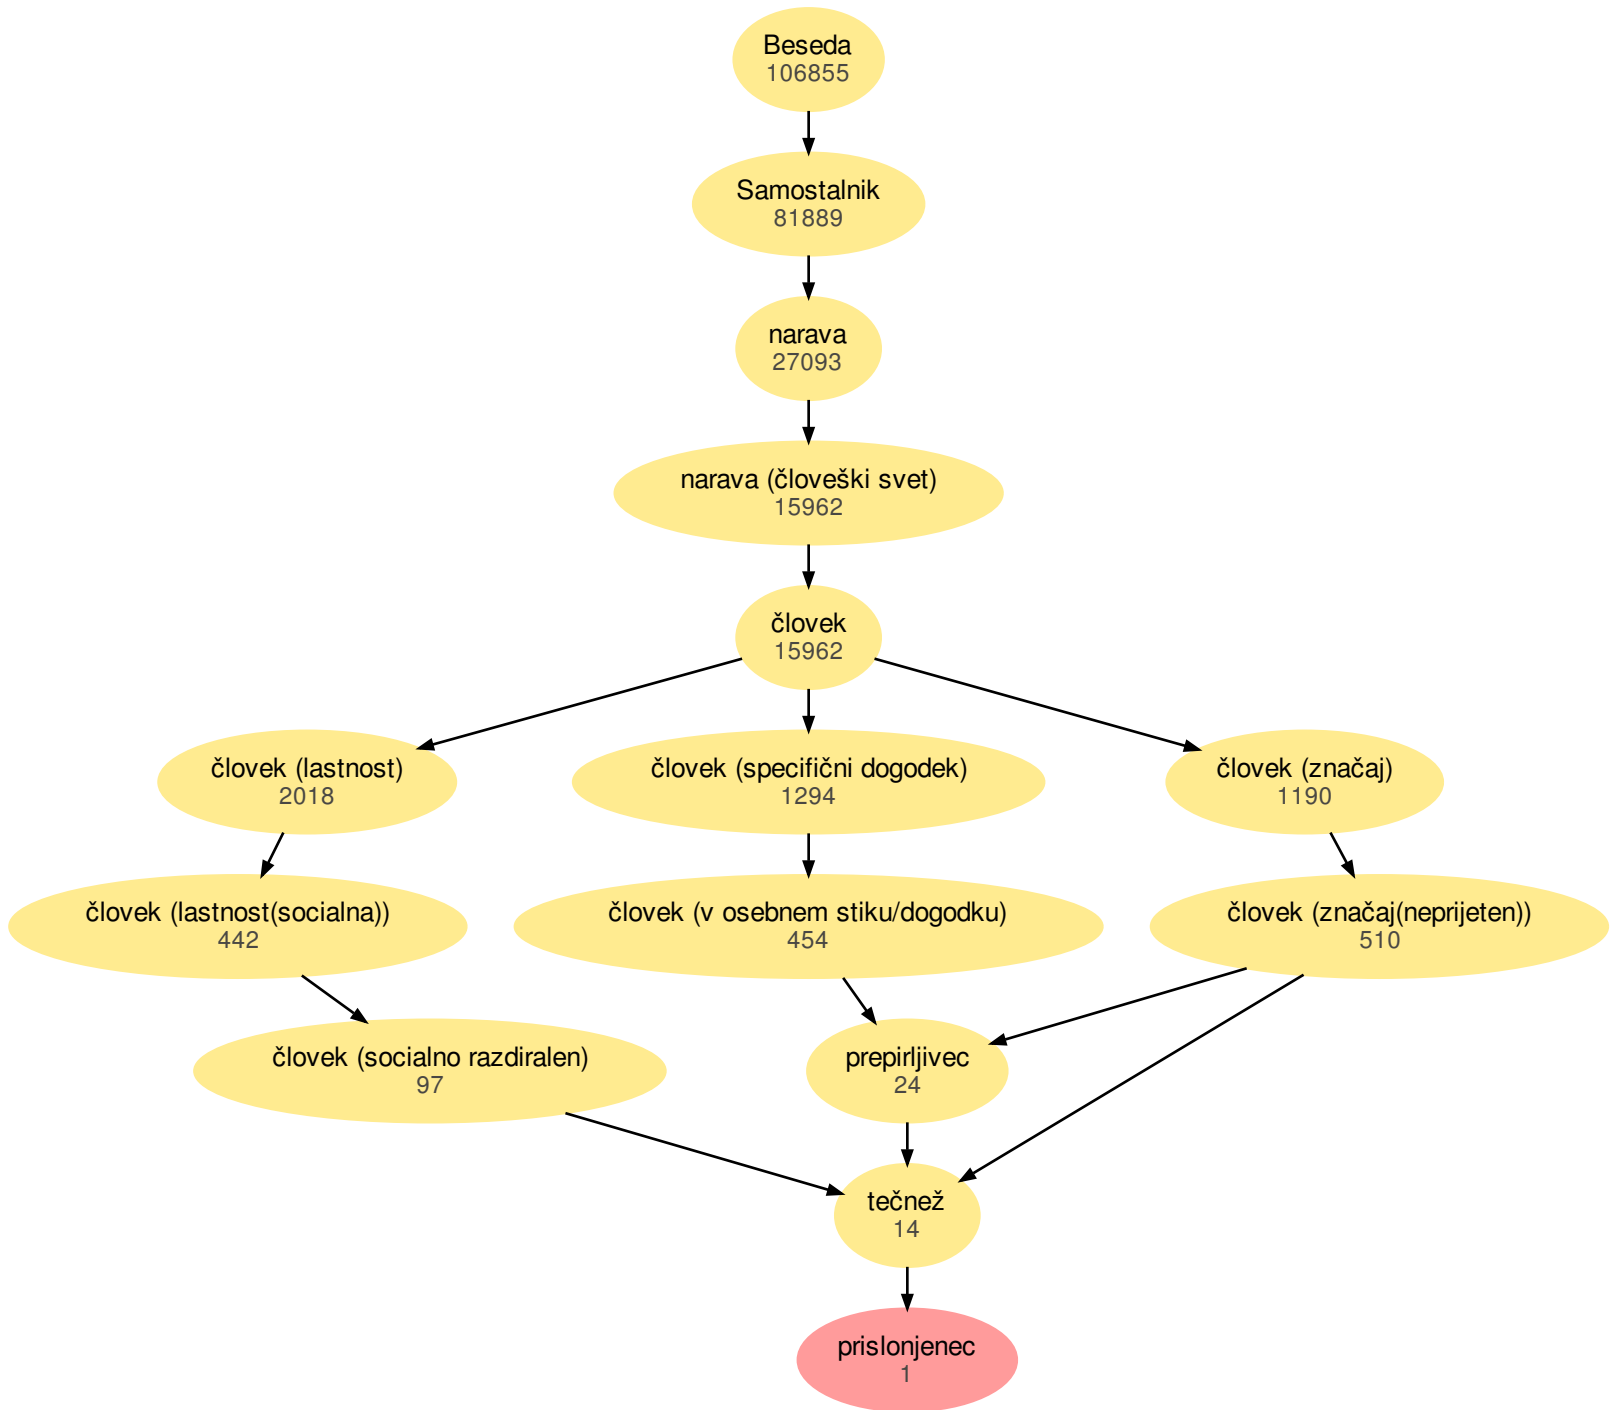 Beseda
106855
Samostalnik
81889
narava
27093
narava (človeški svet)
15962
človek
15962
človek (lastnost)
2018
človek (specifični dogodek)
1294
človek (značaj)
1190
človek (lastnost(socialna))
442
človek (v osebnem stiku/dogodku)
454
človek (značaj(neprijeten))
510
človek (socialno razdiralen)
97
prepirljivec
24
tečnež
14
prislonjenec
1